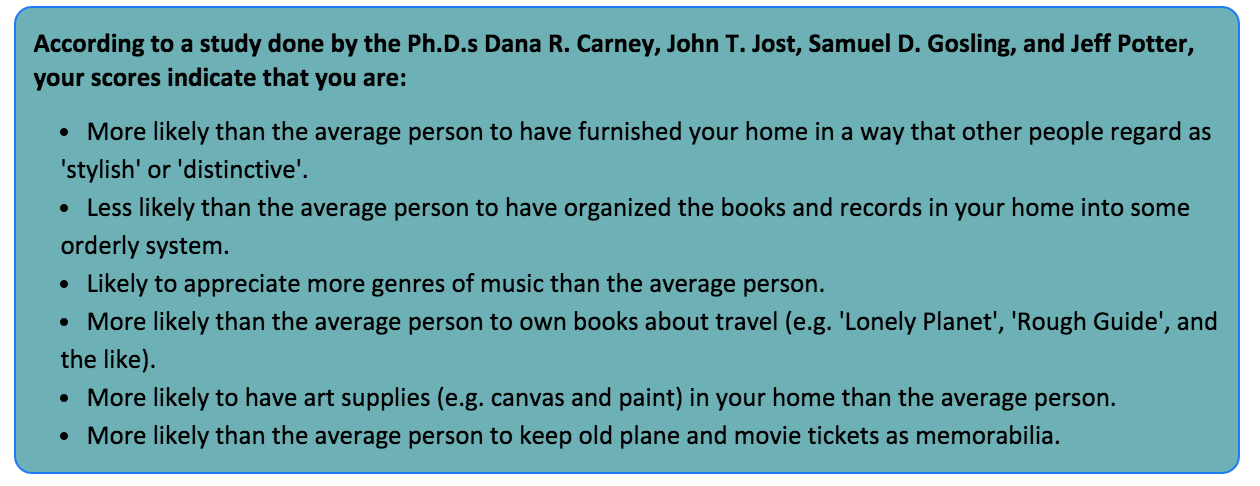 According to a study done by the Ph.D.s Dana R. Carney, John T. Jost, Samuel D. Gosling, and Jeff Potter,
your scores indicate that you are:
• More likely than the average person to have furnished your home in a way that other people regard as
'stylish' or 'distinctive'.
• Less likely than the average person to have organized the books and records in your home into some
orderly system.
• Likely to appreciate more genres of music than the average person.
• More likely than the average person to own books about travel (e.g. 'Lonely Planet', 'Rough Guide', and
the like).
• More likely to have art supplies (e.g. canvas and paint) in your home than the average person.
• More likely than the average person to keep old plane and movie tickets as memorabilia.